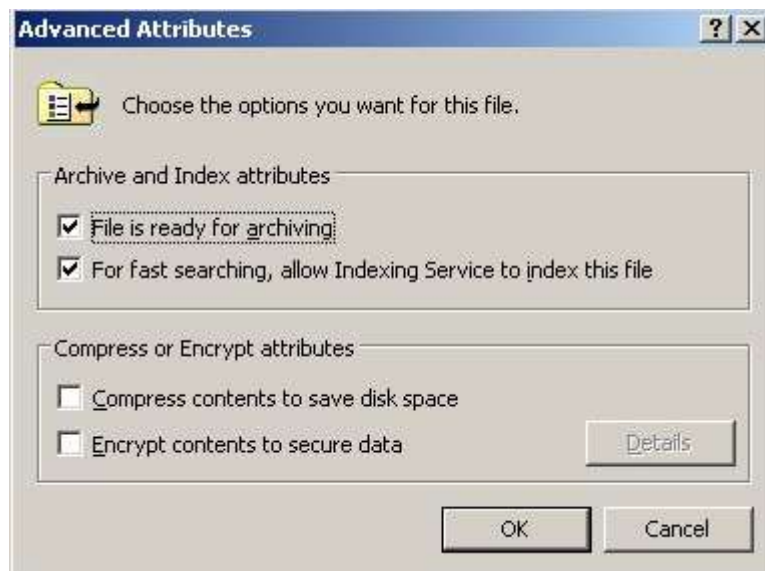 Advanced Attributes
Choose the options you want for this file.
Archive and Index attributes
File is ready for archiving
For fast searching, allow Indexing Service to index this file
Compress or Encrypt attributes
Compress contents to save disk space
Encrypt contents to secure data
Details
OK
Cancel